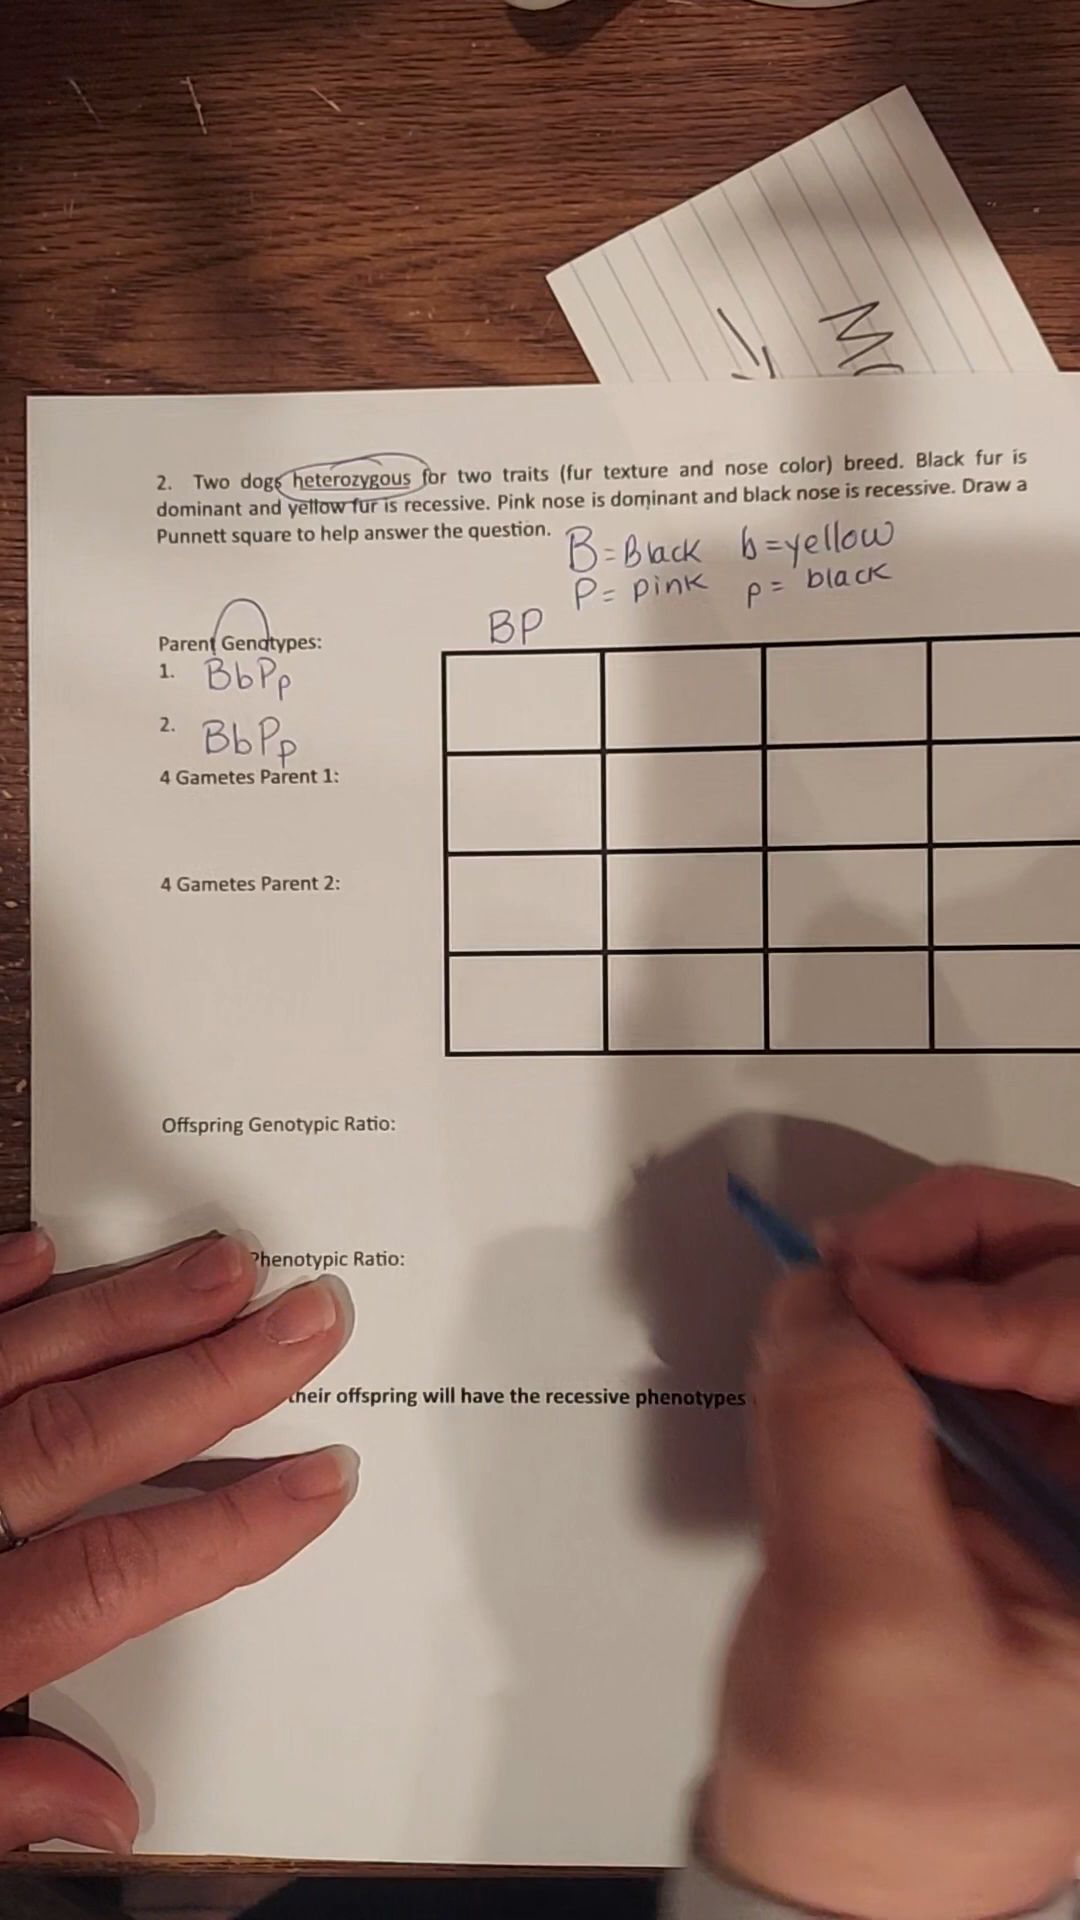 2. Two dogs heterozygous for two traits (fur texture and nose color) breed. Black fur is
dominant and yellow fur is recessive. Pink nose is dominant and black nose is recessive. Draw a
Punnett square to help answer the question.
B=Black b=yellow
P= pink p= black
BP
Parent Genotypes:
1. BbPp
2. BbPp
4 Gametes Parent 1:
4 Gametes Parent 2:
Offspring Genotypic Ratio:
Phenotypic Ratio:
their offspring will have the recessive phenotypes